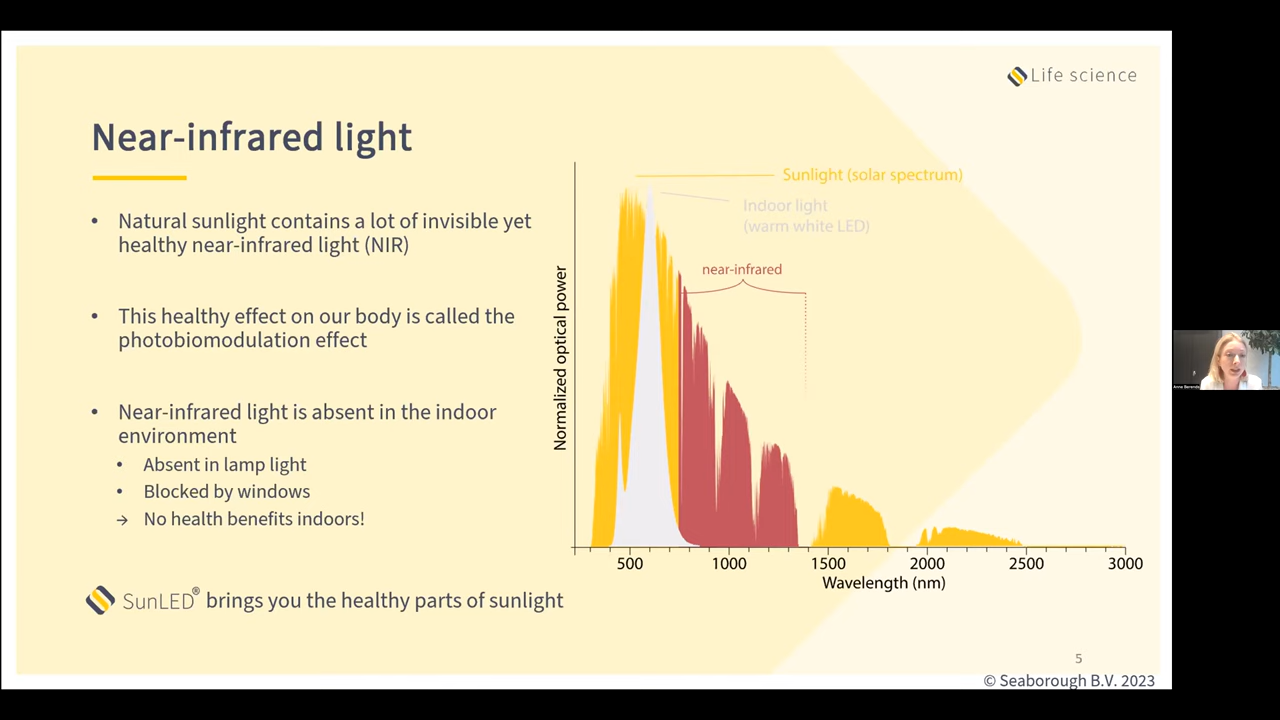 Life science
Near-infrared light
• Natural sunlight contains a lot of invisible yet
healthy near-infrared light (NIR)
• This healthy effect on our body is called the
photobiomodulation effect
• Near-infrared light is absent in the indoor
environment
• Absent in lamp light
• Blocked by windows
→ No health benefits indoors!
SunLED® brings you the healthy parts of sunlight
Sunlight (solar spectrum)
Indoor light
(warm white LED)
near-infrared
Normalized optical power
500 1000 1500 2000 2500 3000
Wavelength (nm)
5
© Seaborough B.V. 2023
Anne Berends